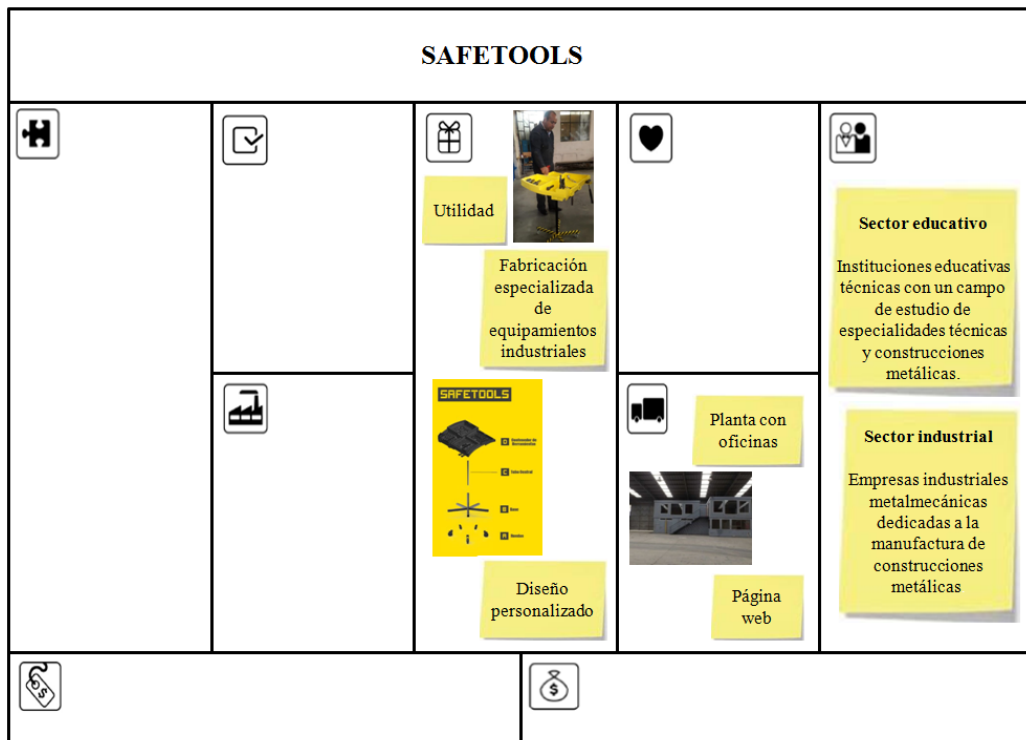 SAFETOOLS
Utilidad
Fabricación
especializada
de
equipamientos
industriales
SAFETOOLS
D
C
B
Base
A
Diseño
personalizado
Planta con
oficinas
Página
web
Sector educativo
Instituciones educativas
técnicas con un campo
de estudio de
especialidades técnicas
y construcciones
metálicas.
Sector industrial
Empresas industriales
metalmecánicas
dedicadas a la
manufactura de
construcciones
metálicas
$
$